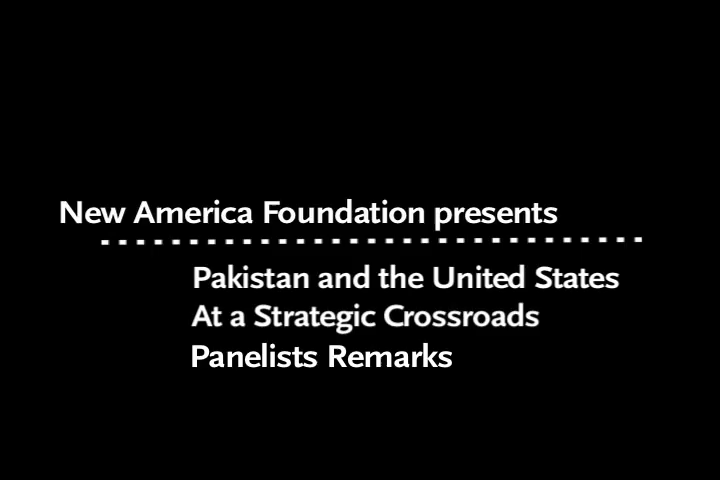 New America Foundation presents
Pakistan and the United States
At a Strategic Crossroads
Panelists Remarks